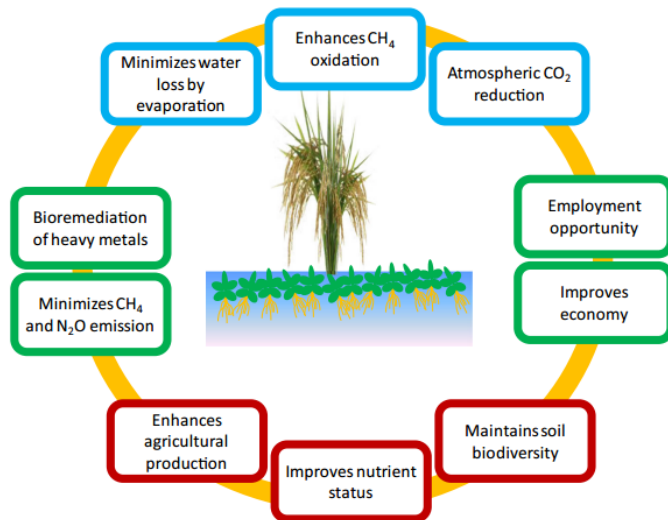 Enhances CH₄
oxidation
Minimizes water
loss by
evaporation
Atmospheric CO₂
reduction
Bioremediation
of heavy metals
Employment
opportunity
Minimizes CH₄
and N₂O emission
Improves
economy
Enhances
agricultural
production
Improves nutrient
status
Maintains soil
biodiversity